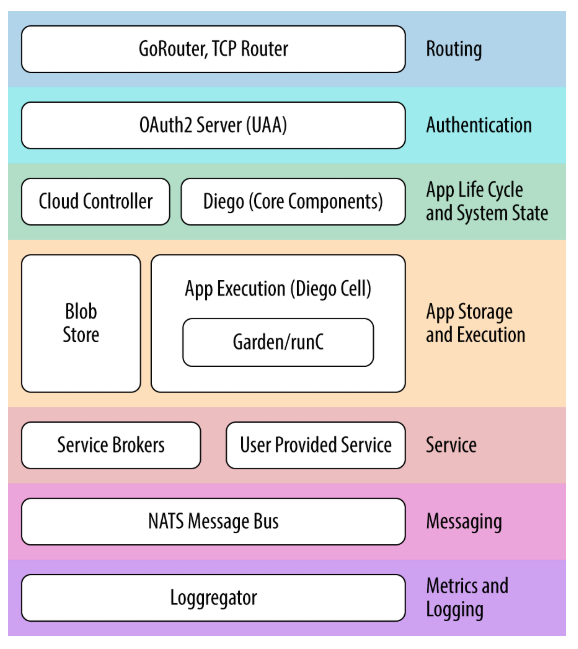 GoRouter, TCP Router
Routing
OAuth2 Server (UAA)
Authentication
Cloud Controller
Diego (Core Components)
App Life Cycle
and System State
Blob
Store
App Execution (Diego Cell)
Garden/runC
App Storage
and Execution
Service Brokers
User Provided Service
Service
NATS Message Bus
Messaging
Loggregator
Metrics and
Logging